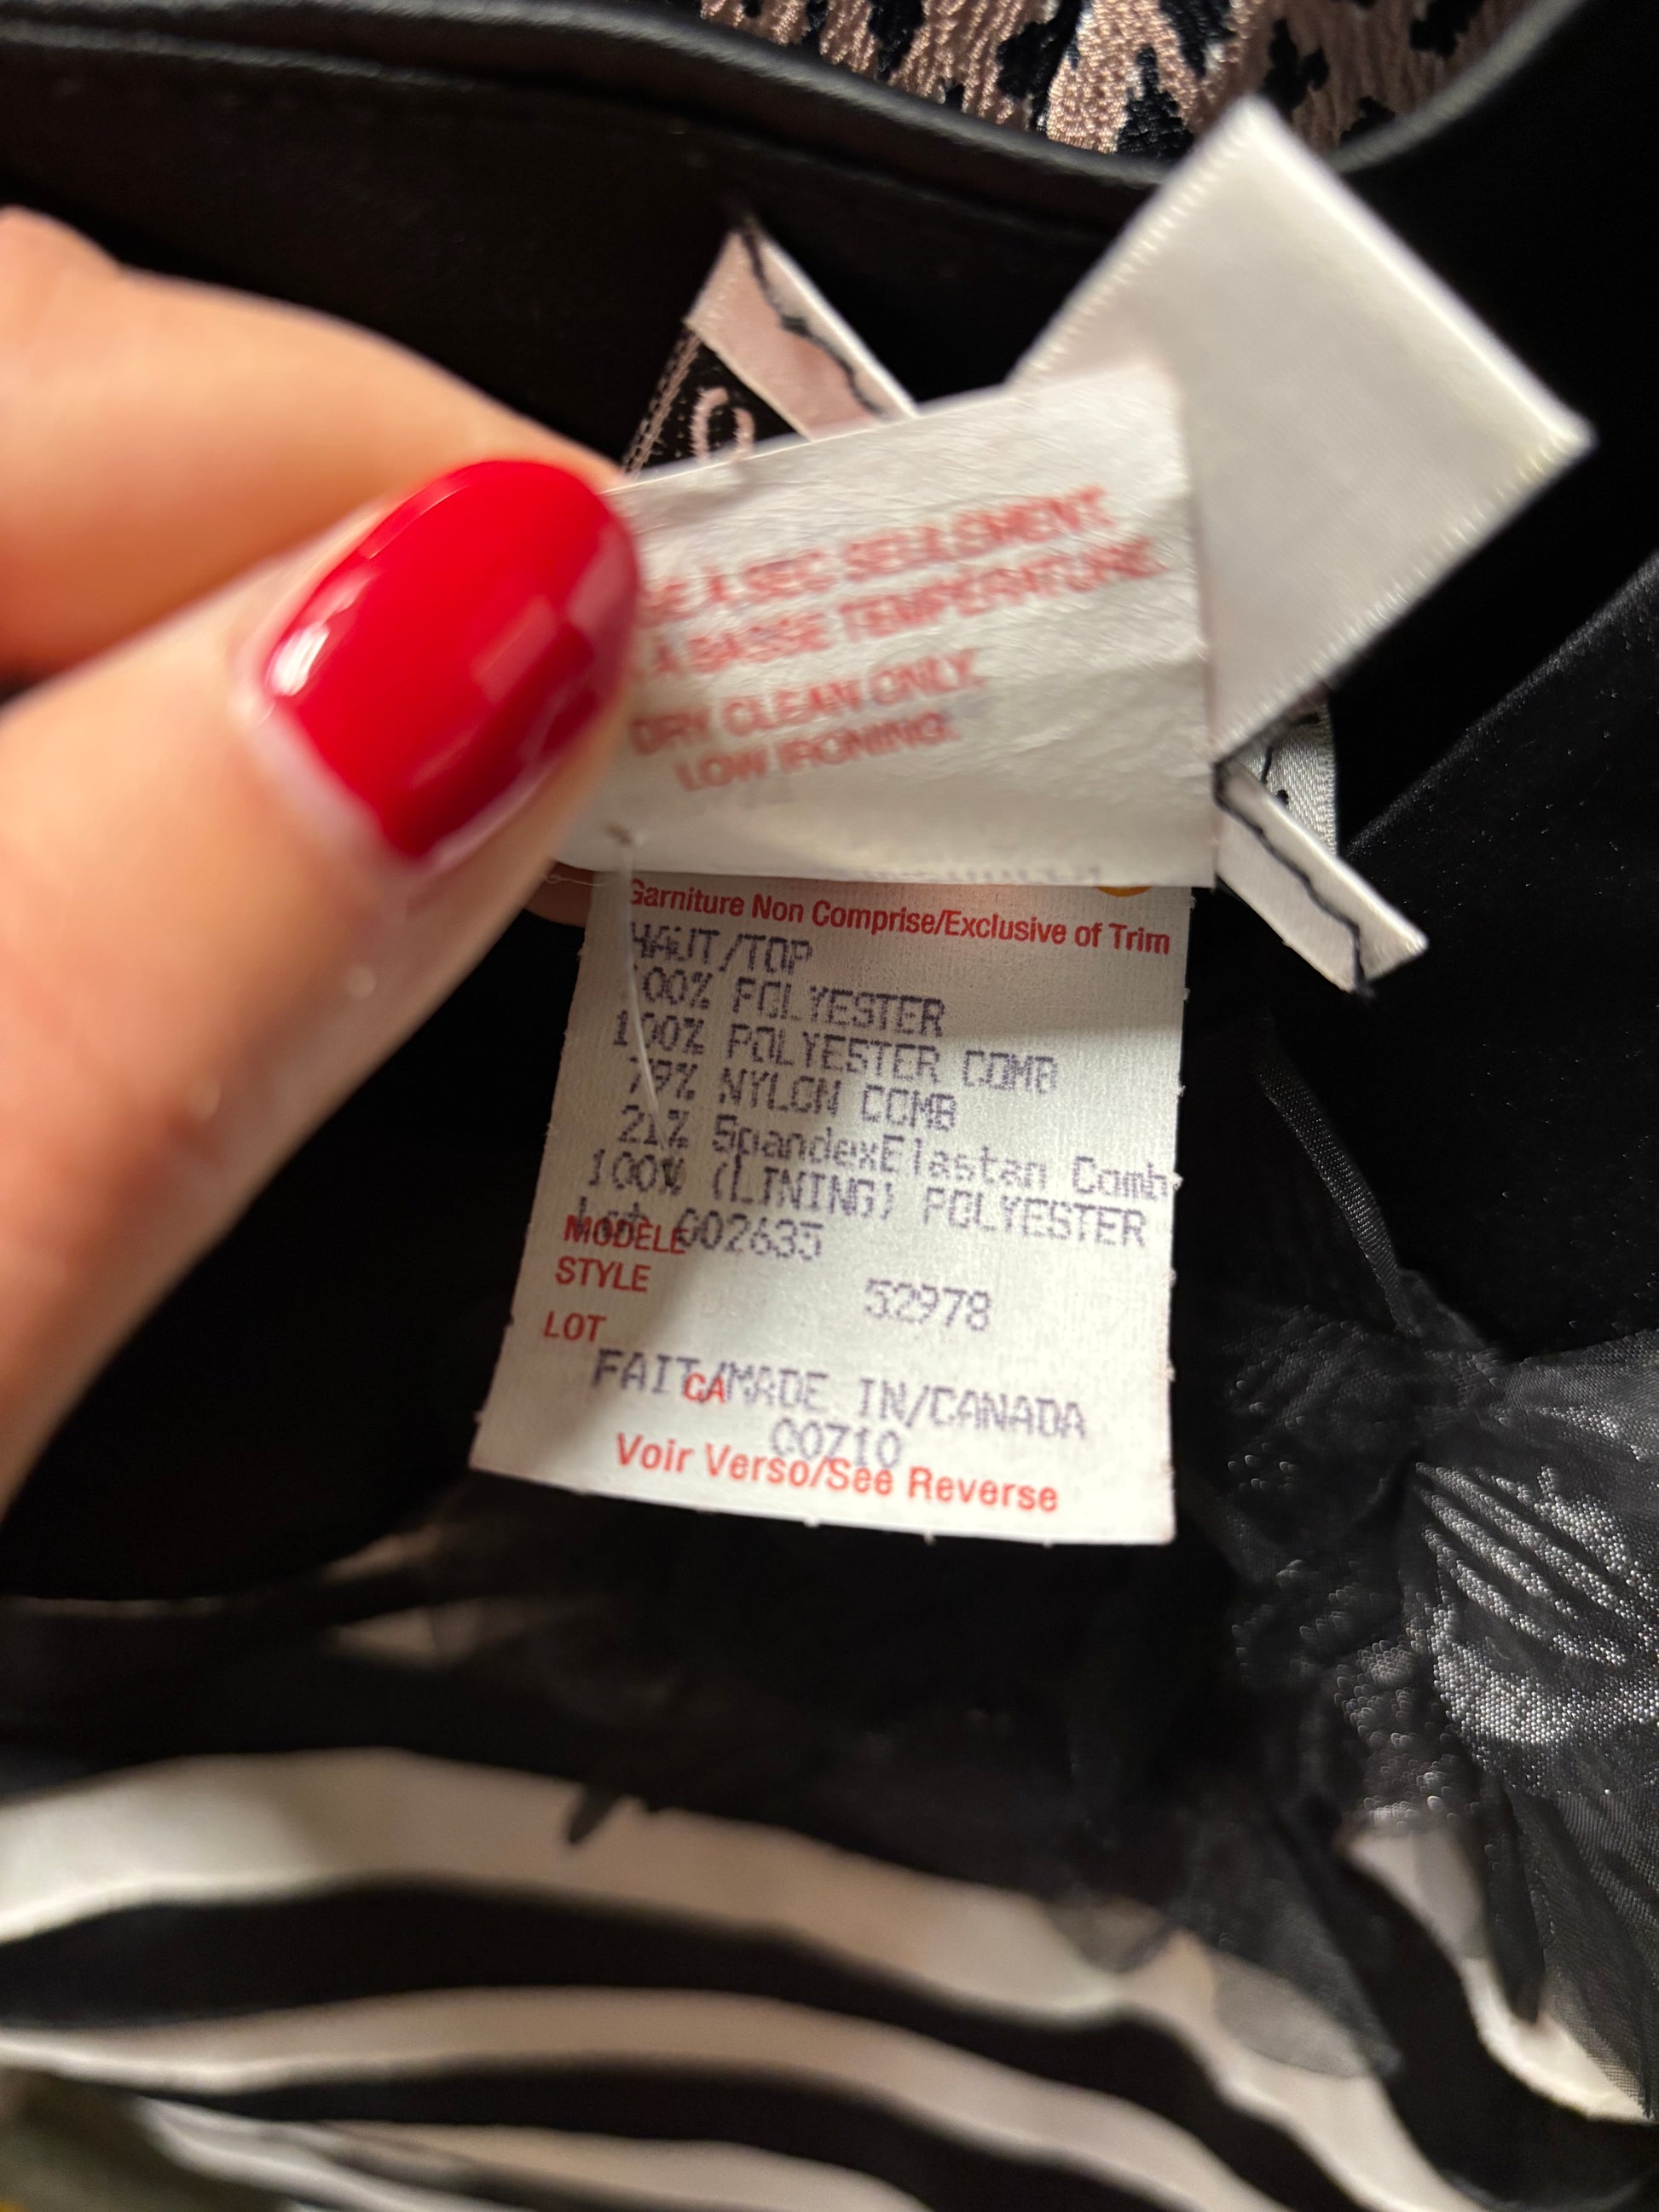 A SEC SEULEMENT.
A BASSE TEMPERATURE.
DRY CLEAN ONLY.
LOW IRONING.
Garniture Non Comprise/Exclusive of Trim
HAUT/TOP
100% POLYESTER
100% POLYESTER COMB
79% NYLON COMB
21% SpandexElastan Comb
100% (LINING) POLYESTER
Lot 002635
MODELE
STYLE
52978
LOT
FAIT/MADE IN/CANADA
CA
Voir Verso/See Reverse